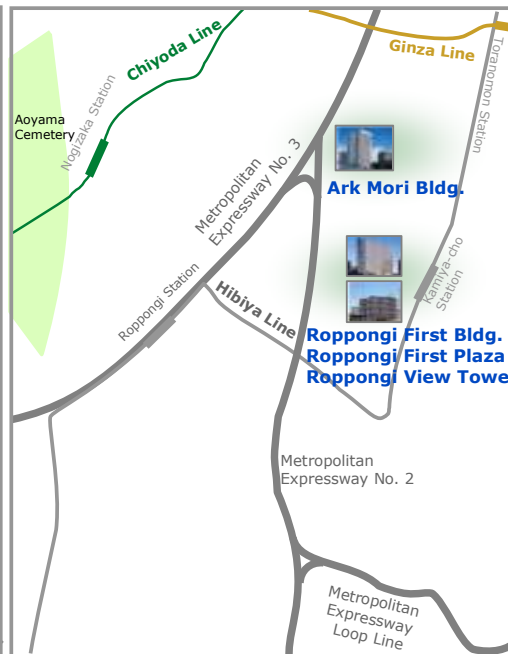 Chiyoda Line
Ginza Line
Toranomon Station
Aoyama
Cemetery
Nogizaka Station
Metropolitan
Expressway No. 3
Ark Mori Bldg.
Kamiya-cho
Station
Roppongi Station
Hibiya Line
Roppongi First Bldg.
Roppongi First Plaza
Roppongi View Towe
Metropolitan
Expressway No. 2
Metropolitan
Expressway
Loop Line